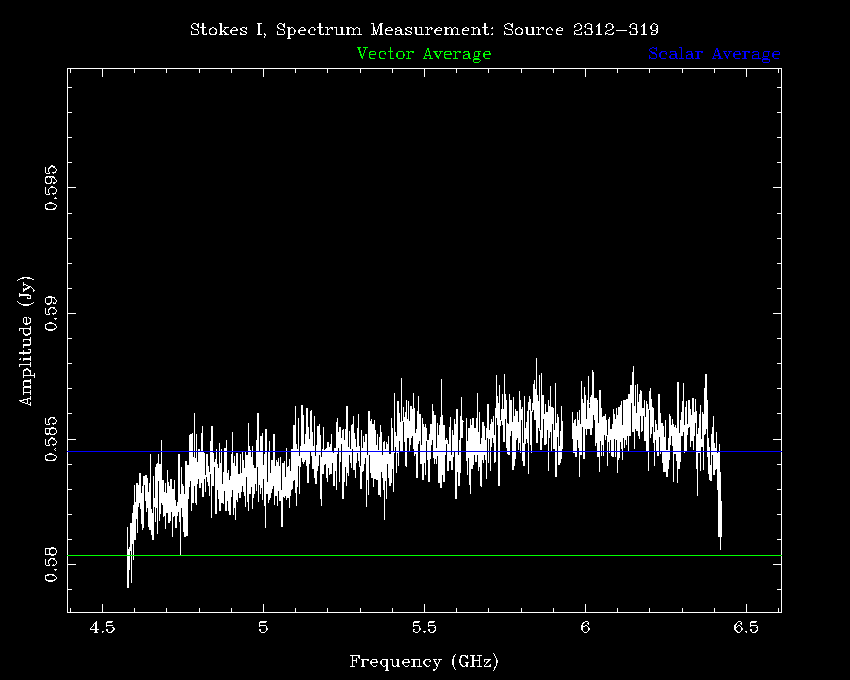 Stokes I, Spectrum Measurement: Source 2312−319
Vector Average Scalar Average
0.595
0.59
0.585
0.58
Amplitude (Jy)
4.5 5 5.5 6 6.5
Frequency (GHz)